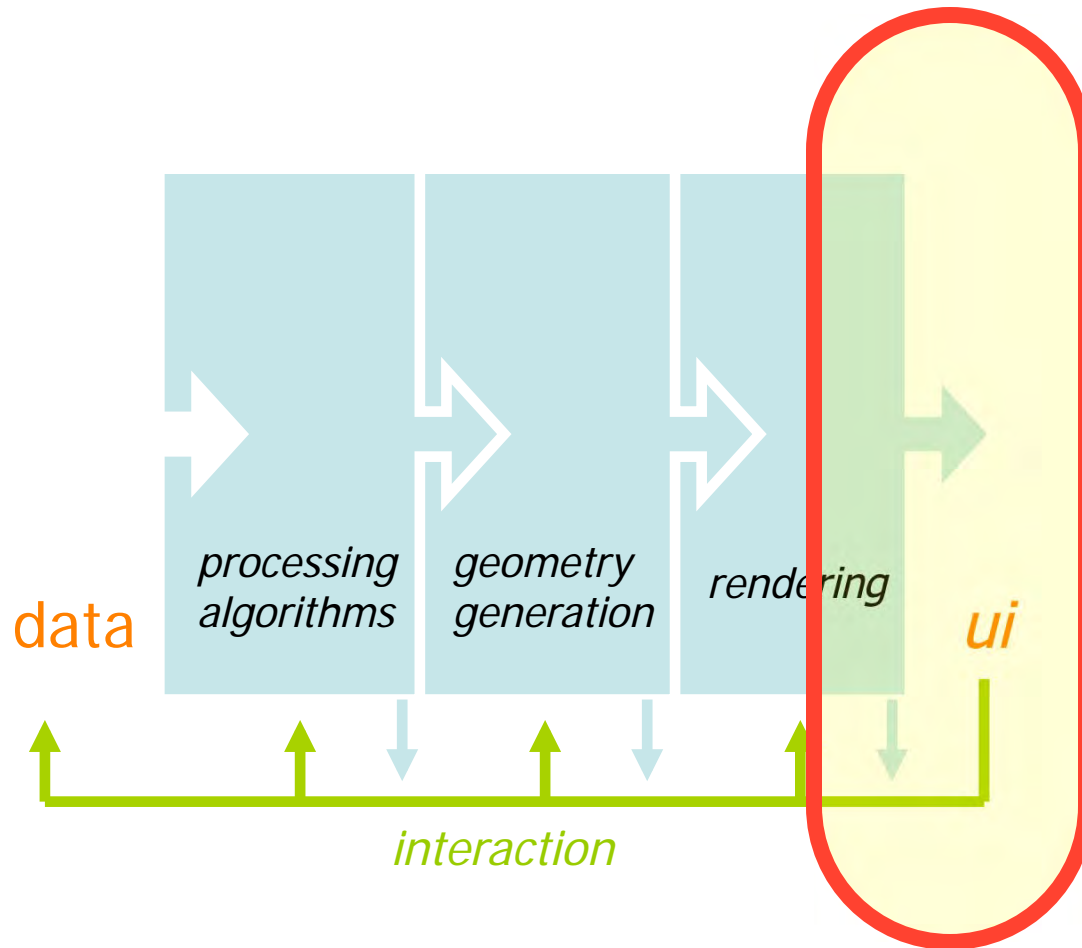 data
processing
algorithms
geometry
generation
rendering
ui
interaction